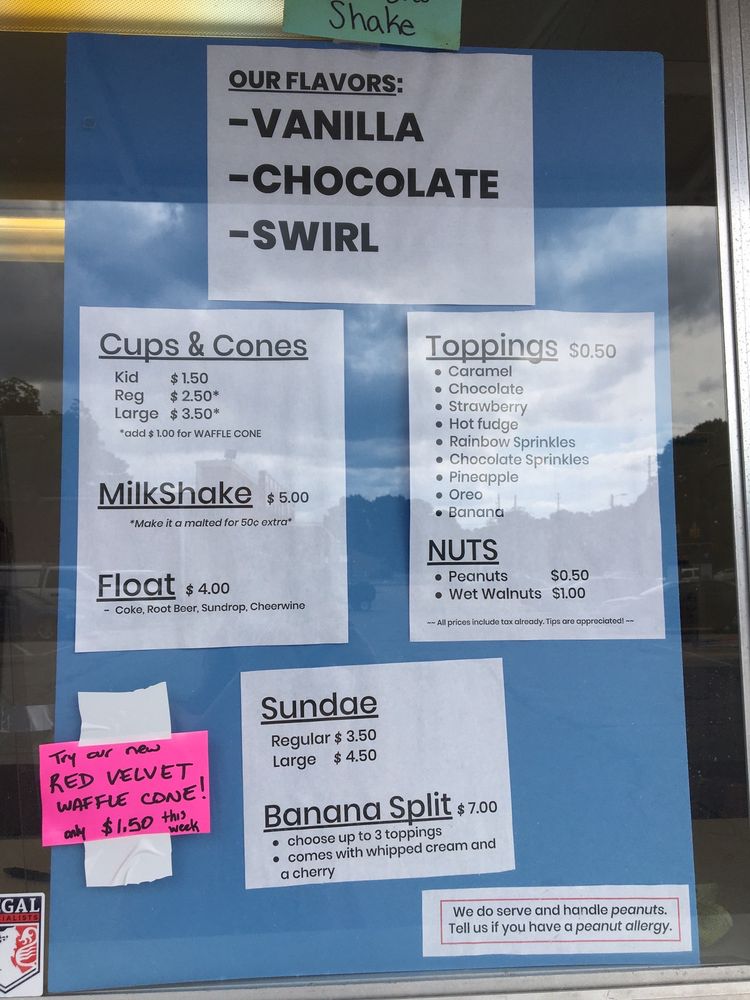 Shake
OUR FLAVORS:
-VANILLA
-CHOCOLATE
-SWIRL
Cups & Cones
Kid $1.50
Reg $2.50*
Large $3.50*
*add $1.00 for WAFFLE CONE
MilkShake $5.00
*Make it a malted for 50¢ extra*
Float $4.00
- Coke, Root Beer, Sundrop, Cheerwine
Toppings $0.50
• Caramel
• Chocolate
• Strawberry
• Hot fudge
• Rainbow Sprinkles
• Chocolate Sprinkles
• Pineapple
• Oreo
• Banana
NUTS
• Peanuts $0.50
• Wet Walnuts $1.00
~~ All prices include tax already. Tips are appreciated! ~~
Sundae
Regular $3.50
Large $4.50
Banana Split $7.00
• choose up to 3 toppings
• comes with whipped cream and
a cherry
Try our new
RED VELVET
WAFFLE CONE!
only $1.50 this week
We do serve and handle peanuts.
Tell us if you have a peanut allergy.